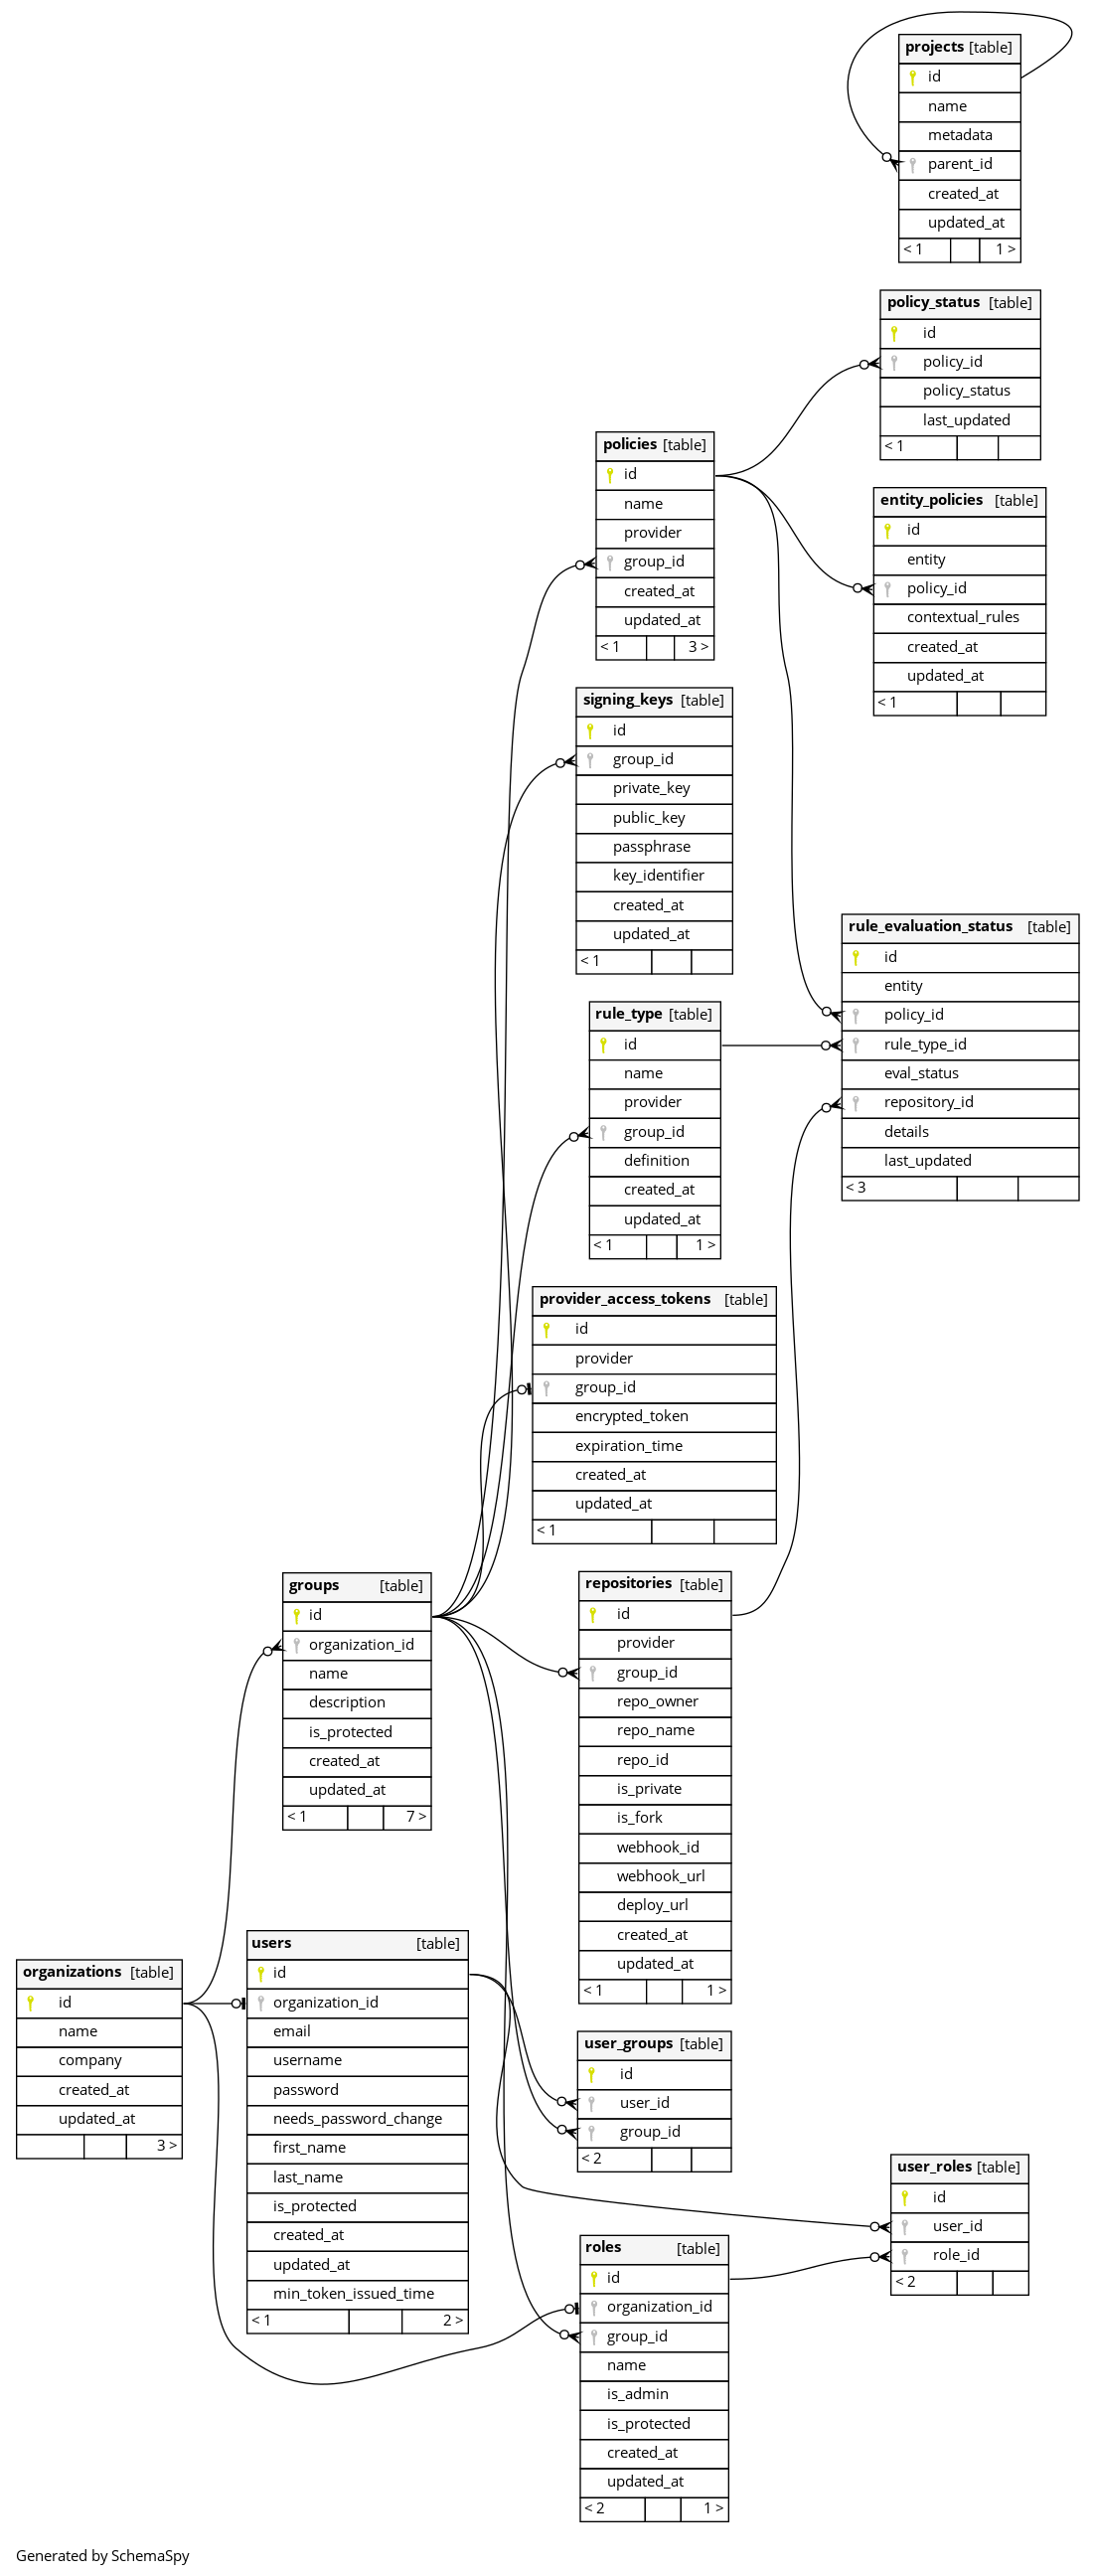 projects [table]
id
name
metadata
parent_id
created_at
updated_at
< 1 1 >
policy_status [table]
id
policy_id
policy_status
last_updated
< 1
policies [table]
id
name
provider
group_id
created_at
updated_at
< 1 3 >
entity_policies [table]
id
entity
policy_id
contextual_rules
created_at
updated_at
< 1
signing_keys [table]
id
group_id
private_key
public_key
passphrase
key_identifier
created_at
updated_at
< 1
rule_evaluation_status [table]
id
entity
policy_id
rule_type_id
eval_status
repository_id
details
last_updated
< 3
rule_type [table]
id
name
provider
group_id
definition
created_at
updated_at
< 1 1 >
provider_access_tokens [table]
id
provider
group_id
encrypted_token
expiration_time
created_at
updated_at
< 1
groups [table]
id
organization_id
name
description
is_protected
created_at
updated_at
< 1 7 >
repositories [table]
id
provider
group_id
repo_owner
repo_name
repo_id
is_private
is_fork
webhook_id
webhook_url
deploy_url
created_at
updated_at
< 1 1 >
organizations [table]
id
name
company
created_at
updated_at
3 >
users [table]
id
organization_id
email
username
password
needs_password_change
first_name
last_name
is_protected
created_at
updated_at
min_token_issued_time
< 1 2 >
user_groups [table]
id
user_id
group_id
< 2
user_roles [table]
id
user_id
role_id
< 2
roles [table]
id
organization_id
group_id
name
is_admin
is_protected
created_at
updated_at
< 2 1 >
Generated by SchemaSpy